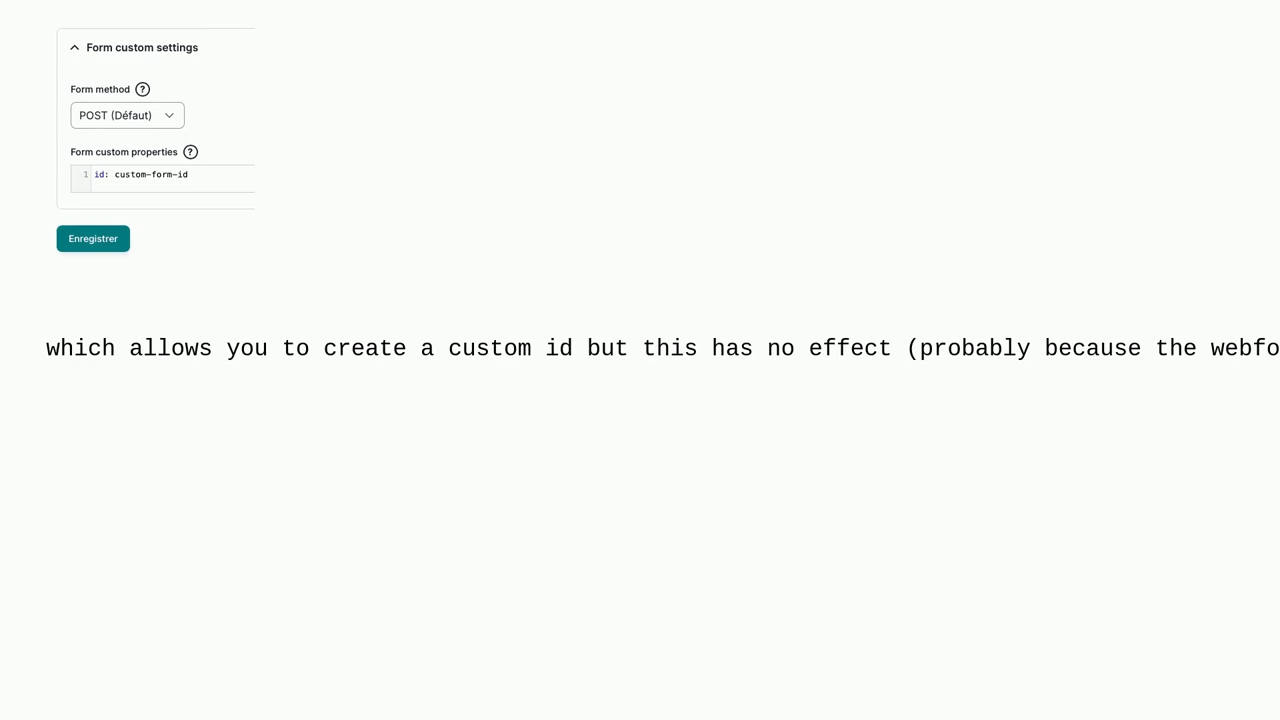 Form custom settings
Form method ?
POST (Défaut)
Form custom properties ?
1 id: custom-form-id
Enregistrer
which allows you to create a custom id but this has no effect (probably because the webfo